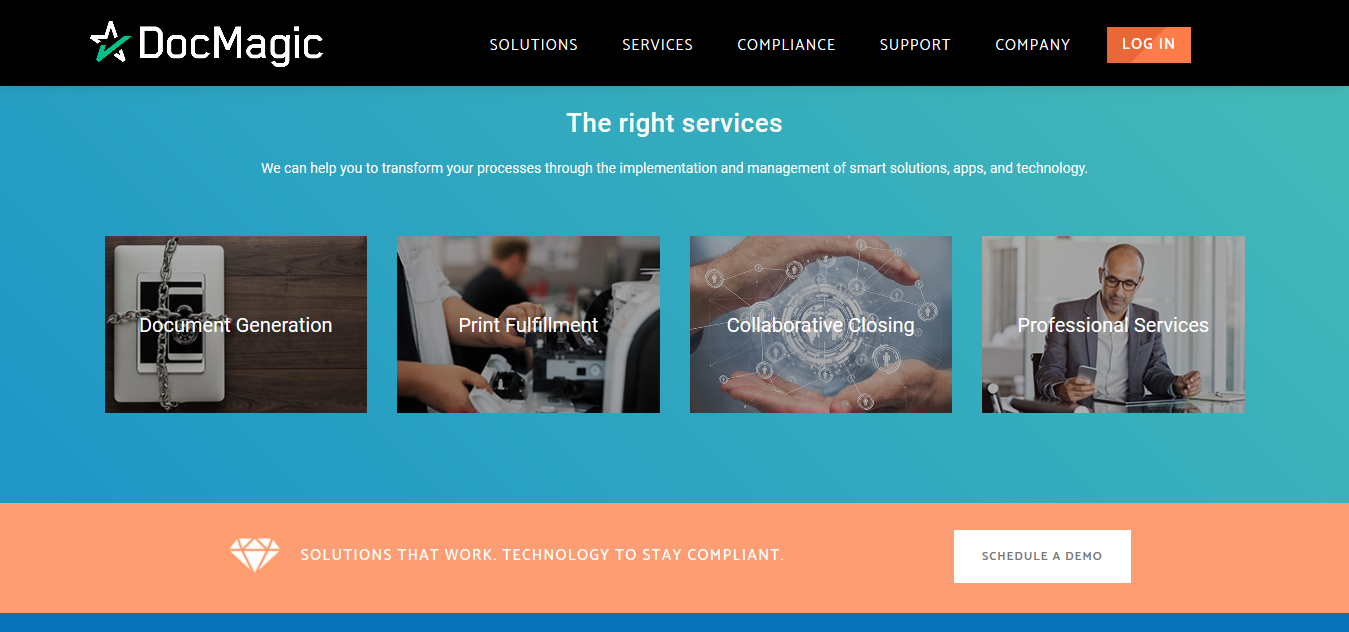 DocMagic
SOLUTIONS
SERVICES
COMPLIANCE
SUPPORT
COMPANY
LOG IN
The right services
We can help you to transform your processes through the implementation and management of smart solutions, apps, and technology.
Document Generation
Print Fulfillment
Collaborative Closing
Professional Services
SOLUTIONS THAT WORK. TECHNOLOGY TO STAY COMPLIANT.
SCHEDULE A DEMO